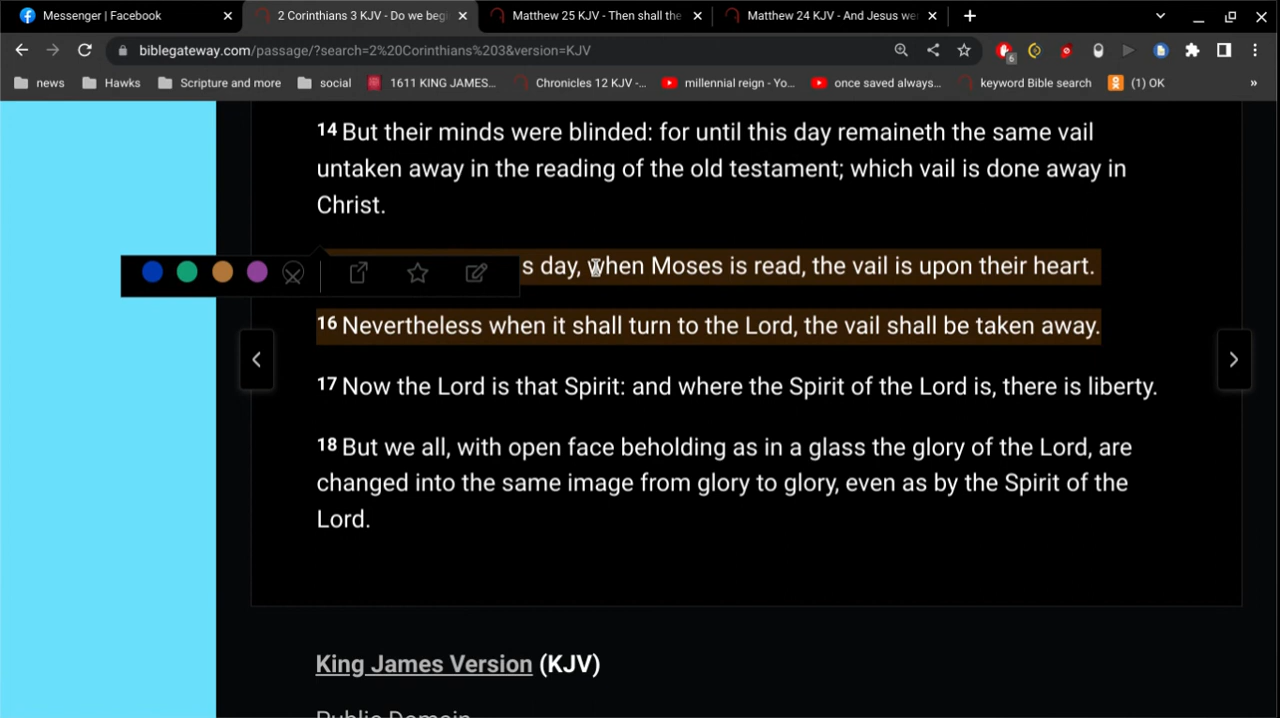 Messenger | Facebook
2 Corinthians 3 KJV - Do we beg
Matthew 25 KJV - Then shall the
Matthew 24 KJV - And Jesus we
biblegateway.com/passage/?search=2%20Corinthians%203&version=KJV
6
news
Hawks
Scripture and more
social
1611 KING JAMES...
Chronicles 12 KJV -...
millennial reign - Yo...
once saved always...
keyword Bible search
(1) OK
»
14 But their minds were blinded: for until this day remaineth the same vail
untaken away in the reading of the old testament; which vail is done away in
Christ.
s day, when Moses is read, the vail is upon their heart.
16 Nevertheless when it shall turn to the Lord, the vail shall be taken away.
17 Now the Lord is that Spirit: and where the Spirit of the Lord is, there is liberty.
18 But we all, with open face beholding as in a glass the glory of the Lord, are
changed into the same image from glory to glory, even as by the Spirit of the
Lord.
King James Version (KJV)
Public Domain